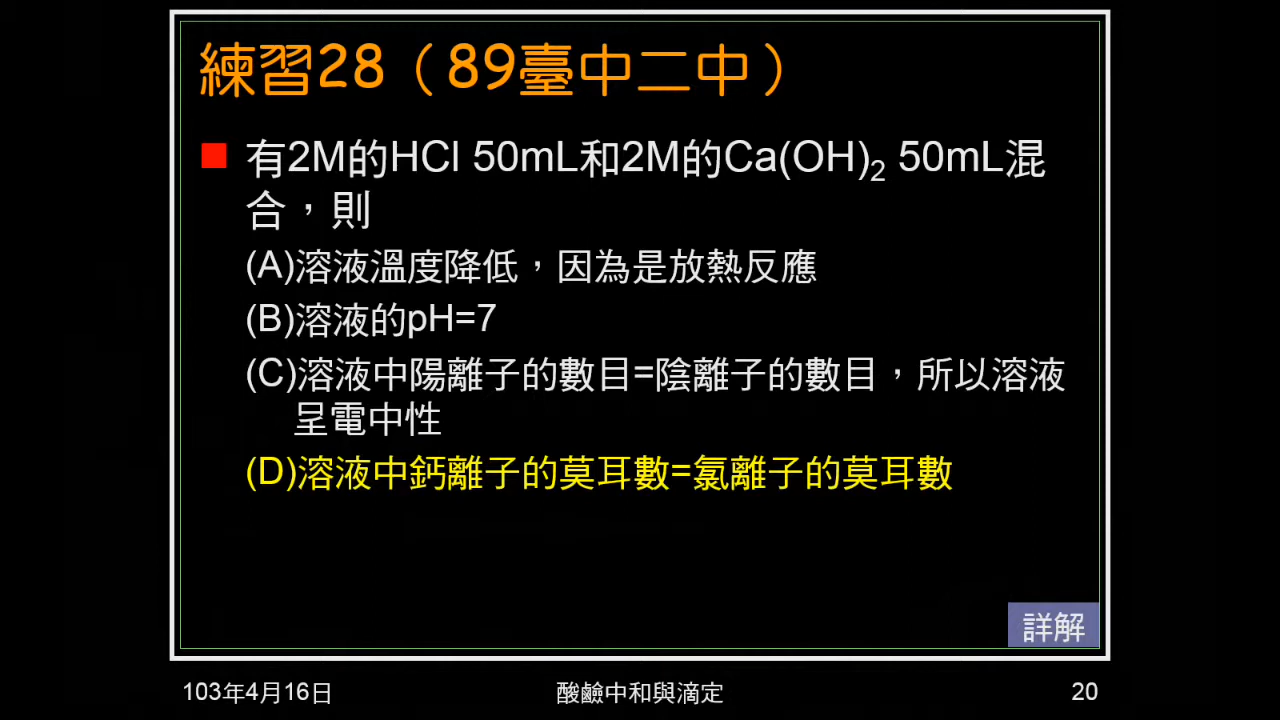 練習28（89臺中二中）
有2M的HCl 50mL和2M的Ca(OH)₂ 50mL混
合，則
(A)溶液溫度降低，因為是放熱反應
(B)溶液的pH=7
(C)溶液中陽離子的數目=陰離子的數目，所以溶液
呈電中性
(D)溶液中鈣離子的莫耳數=氯離子的莫耳數
詳解
103年4月16日
酸鹼中和與滴定
20